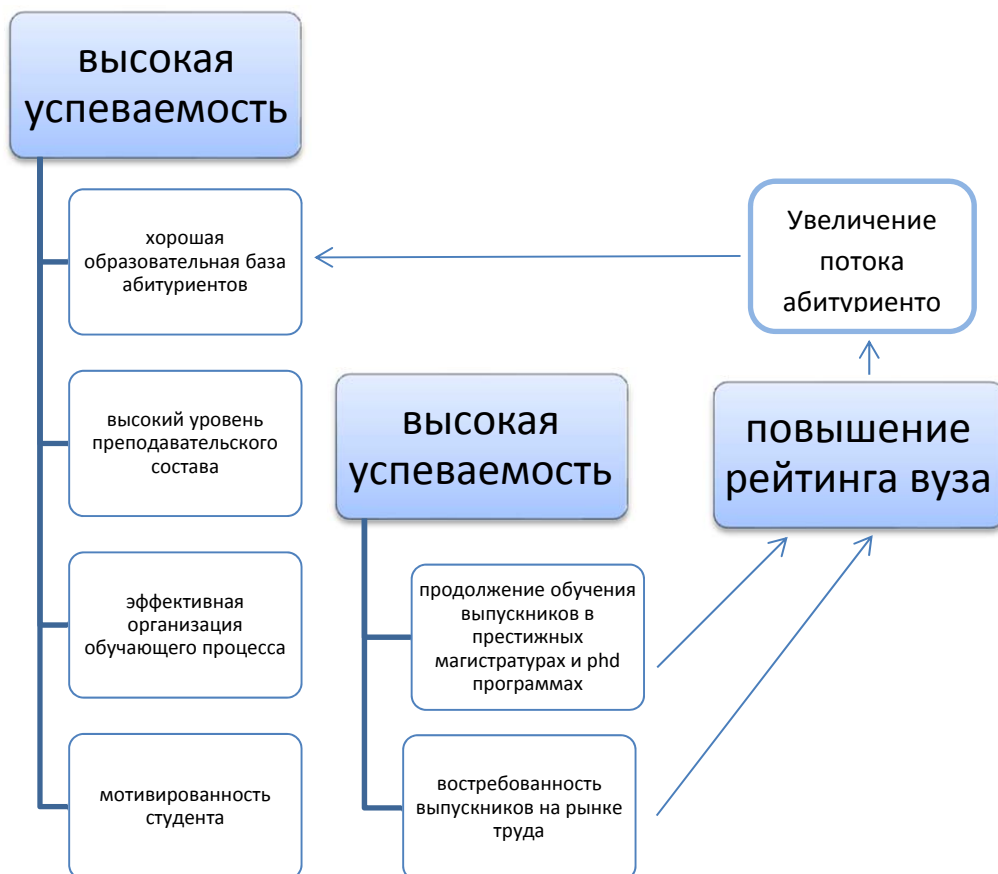 высокая
успеваемость
хорошая
образовательная база
абитуриентов
высокий уровень
преподавательского
состава
эффективная
организация
обучающего процесса
мотивированность
студента
высокая
успеваемость
продолжение обучения
выпускников в
престижных
магистратурах и phd
программах
востребованность
выпускников на рынке
труда
Увеличение
потока
абитуриенто
повышение
рейтинга вуза